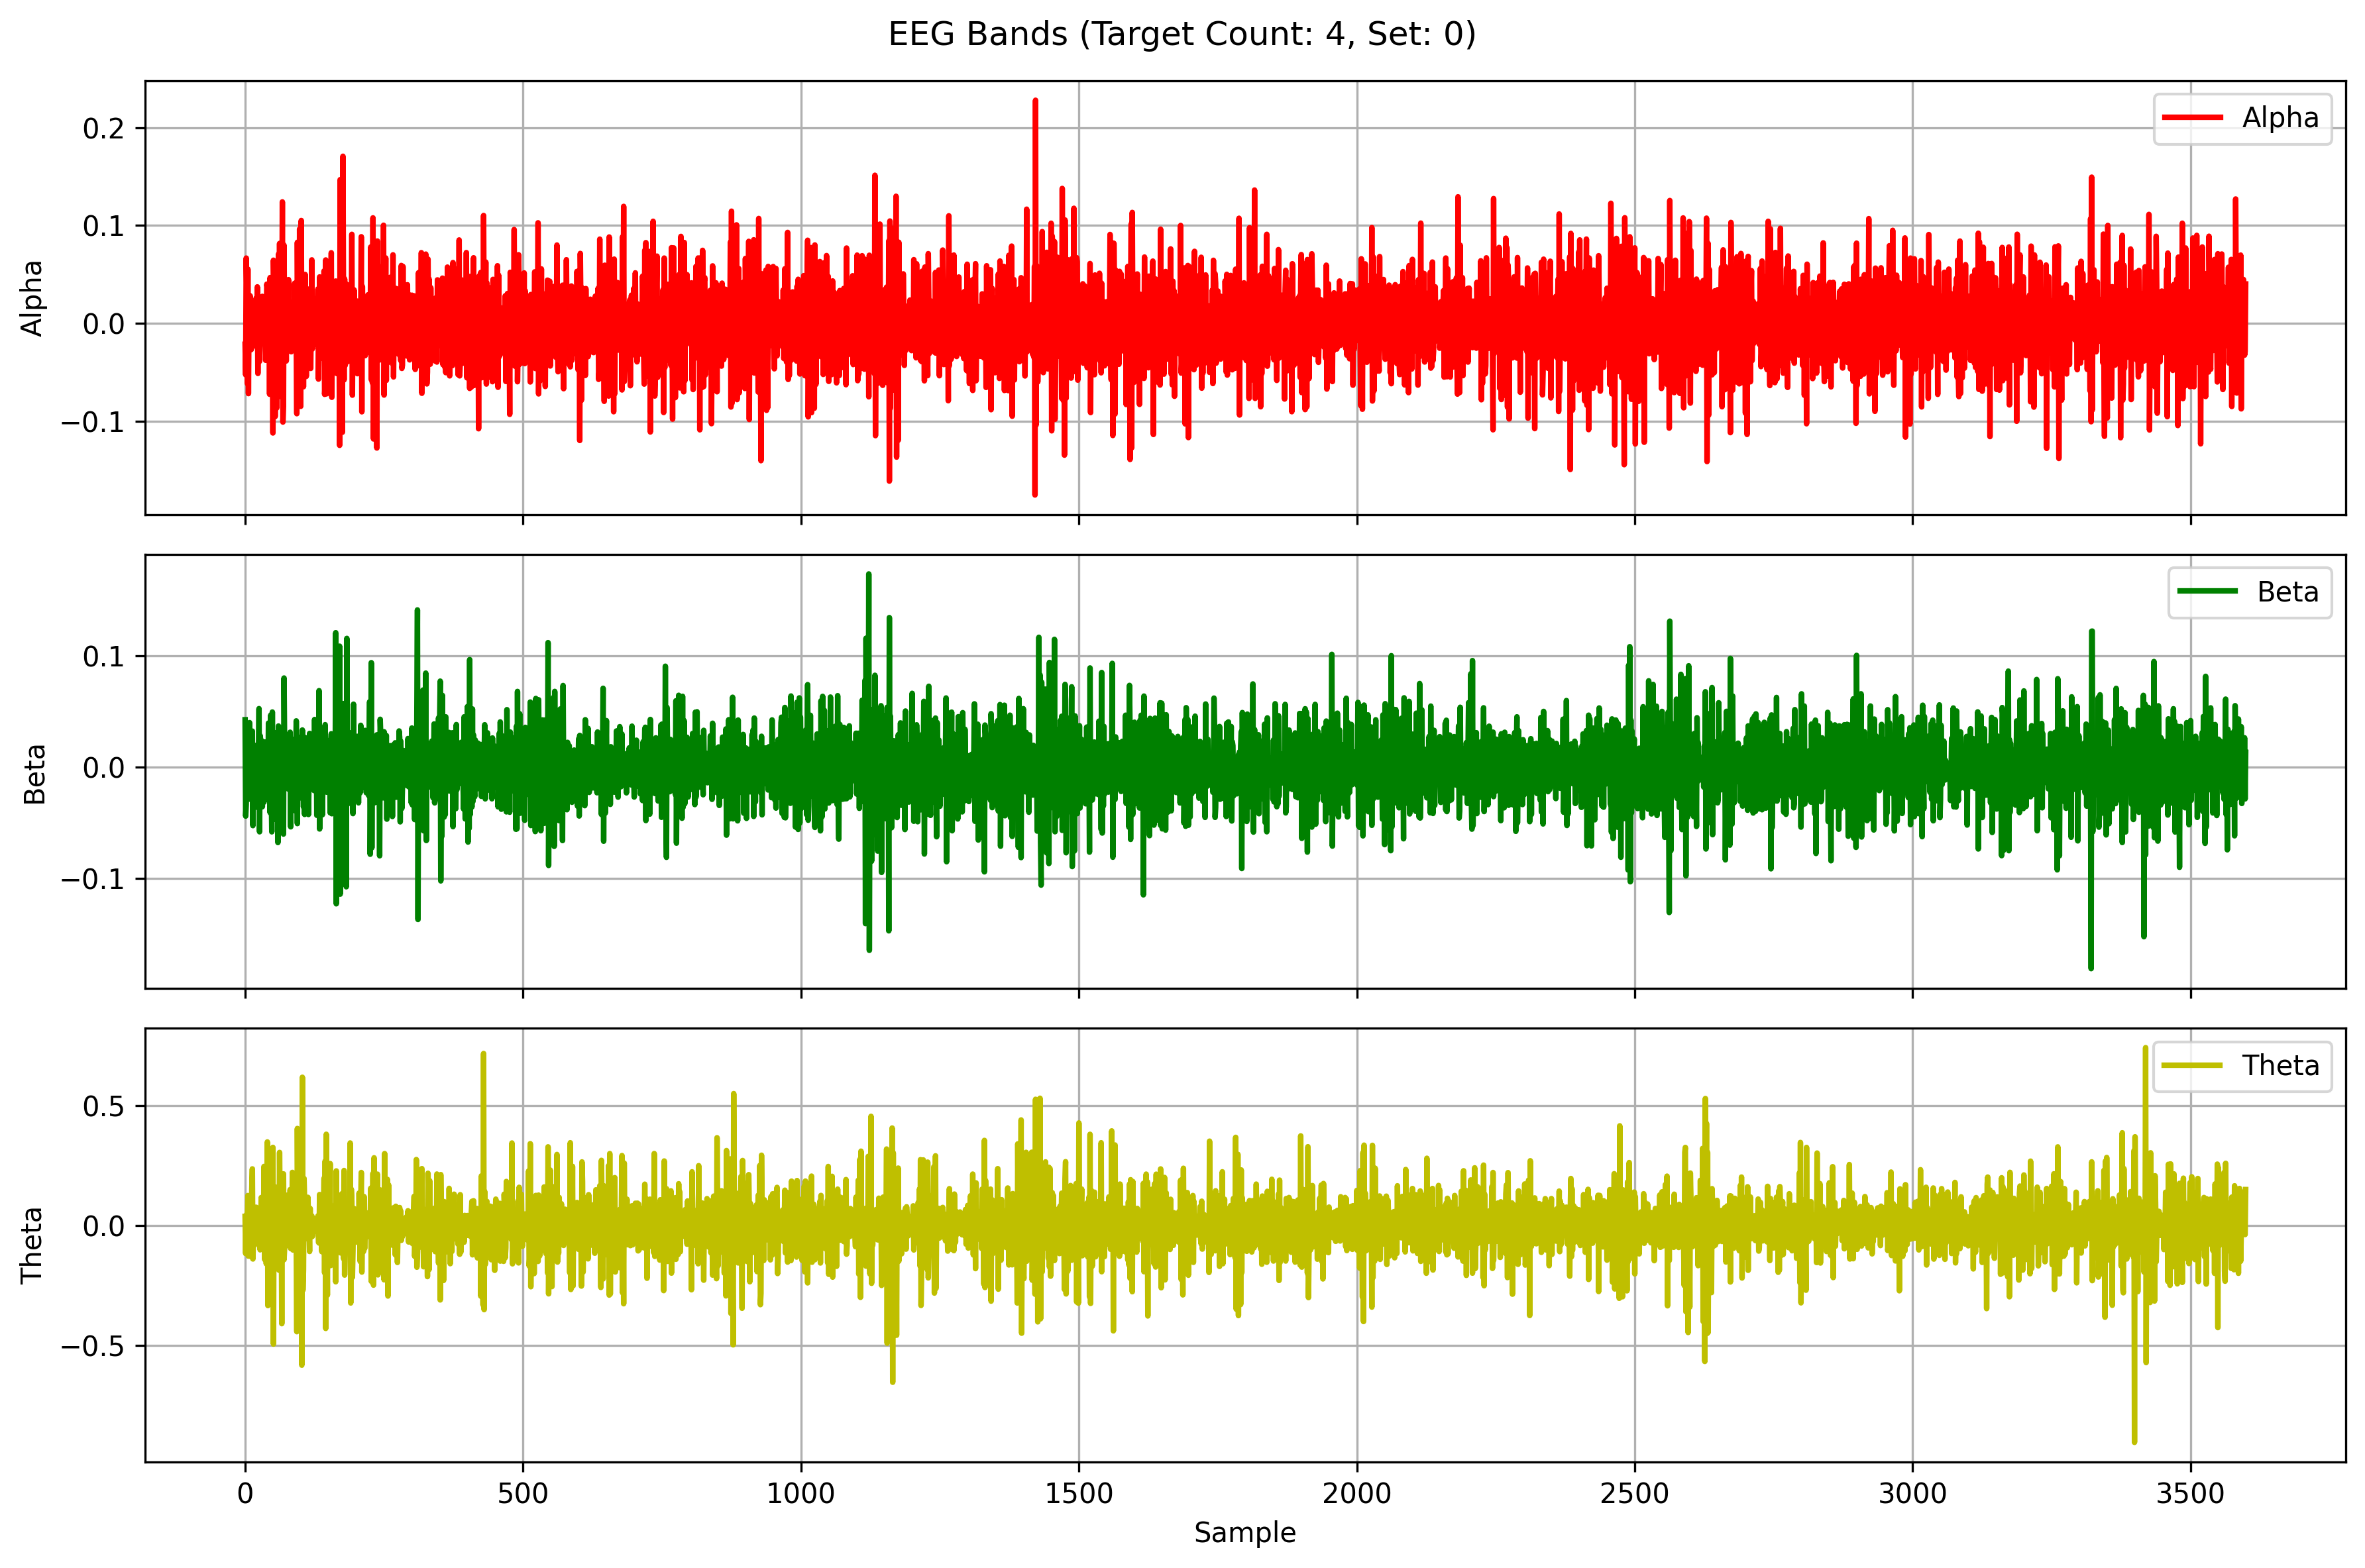 EEG Bands (Target Count: 4, Set: 0)
0.2
0.1
0.0
−0.1
Alpha
Alpha
0.1
0.0
−0.1
Beta
Beta
0.5
0.0
−0.5
Theta
Theta
0 500 1000 1500 2000 2500 3000 3500
Sample